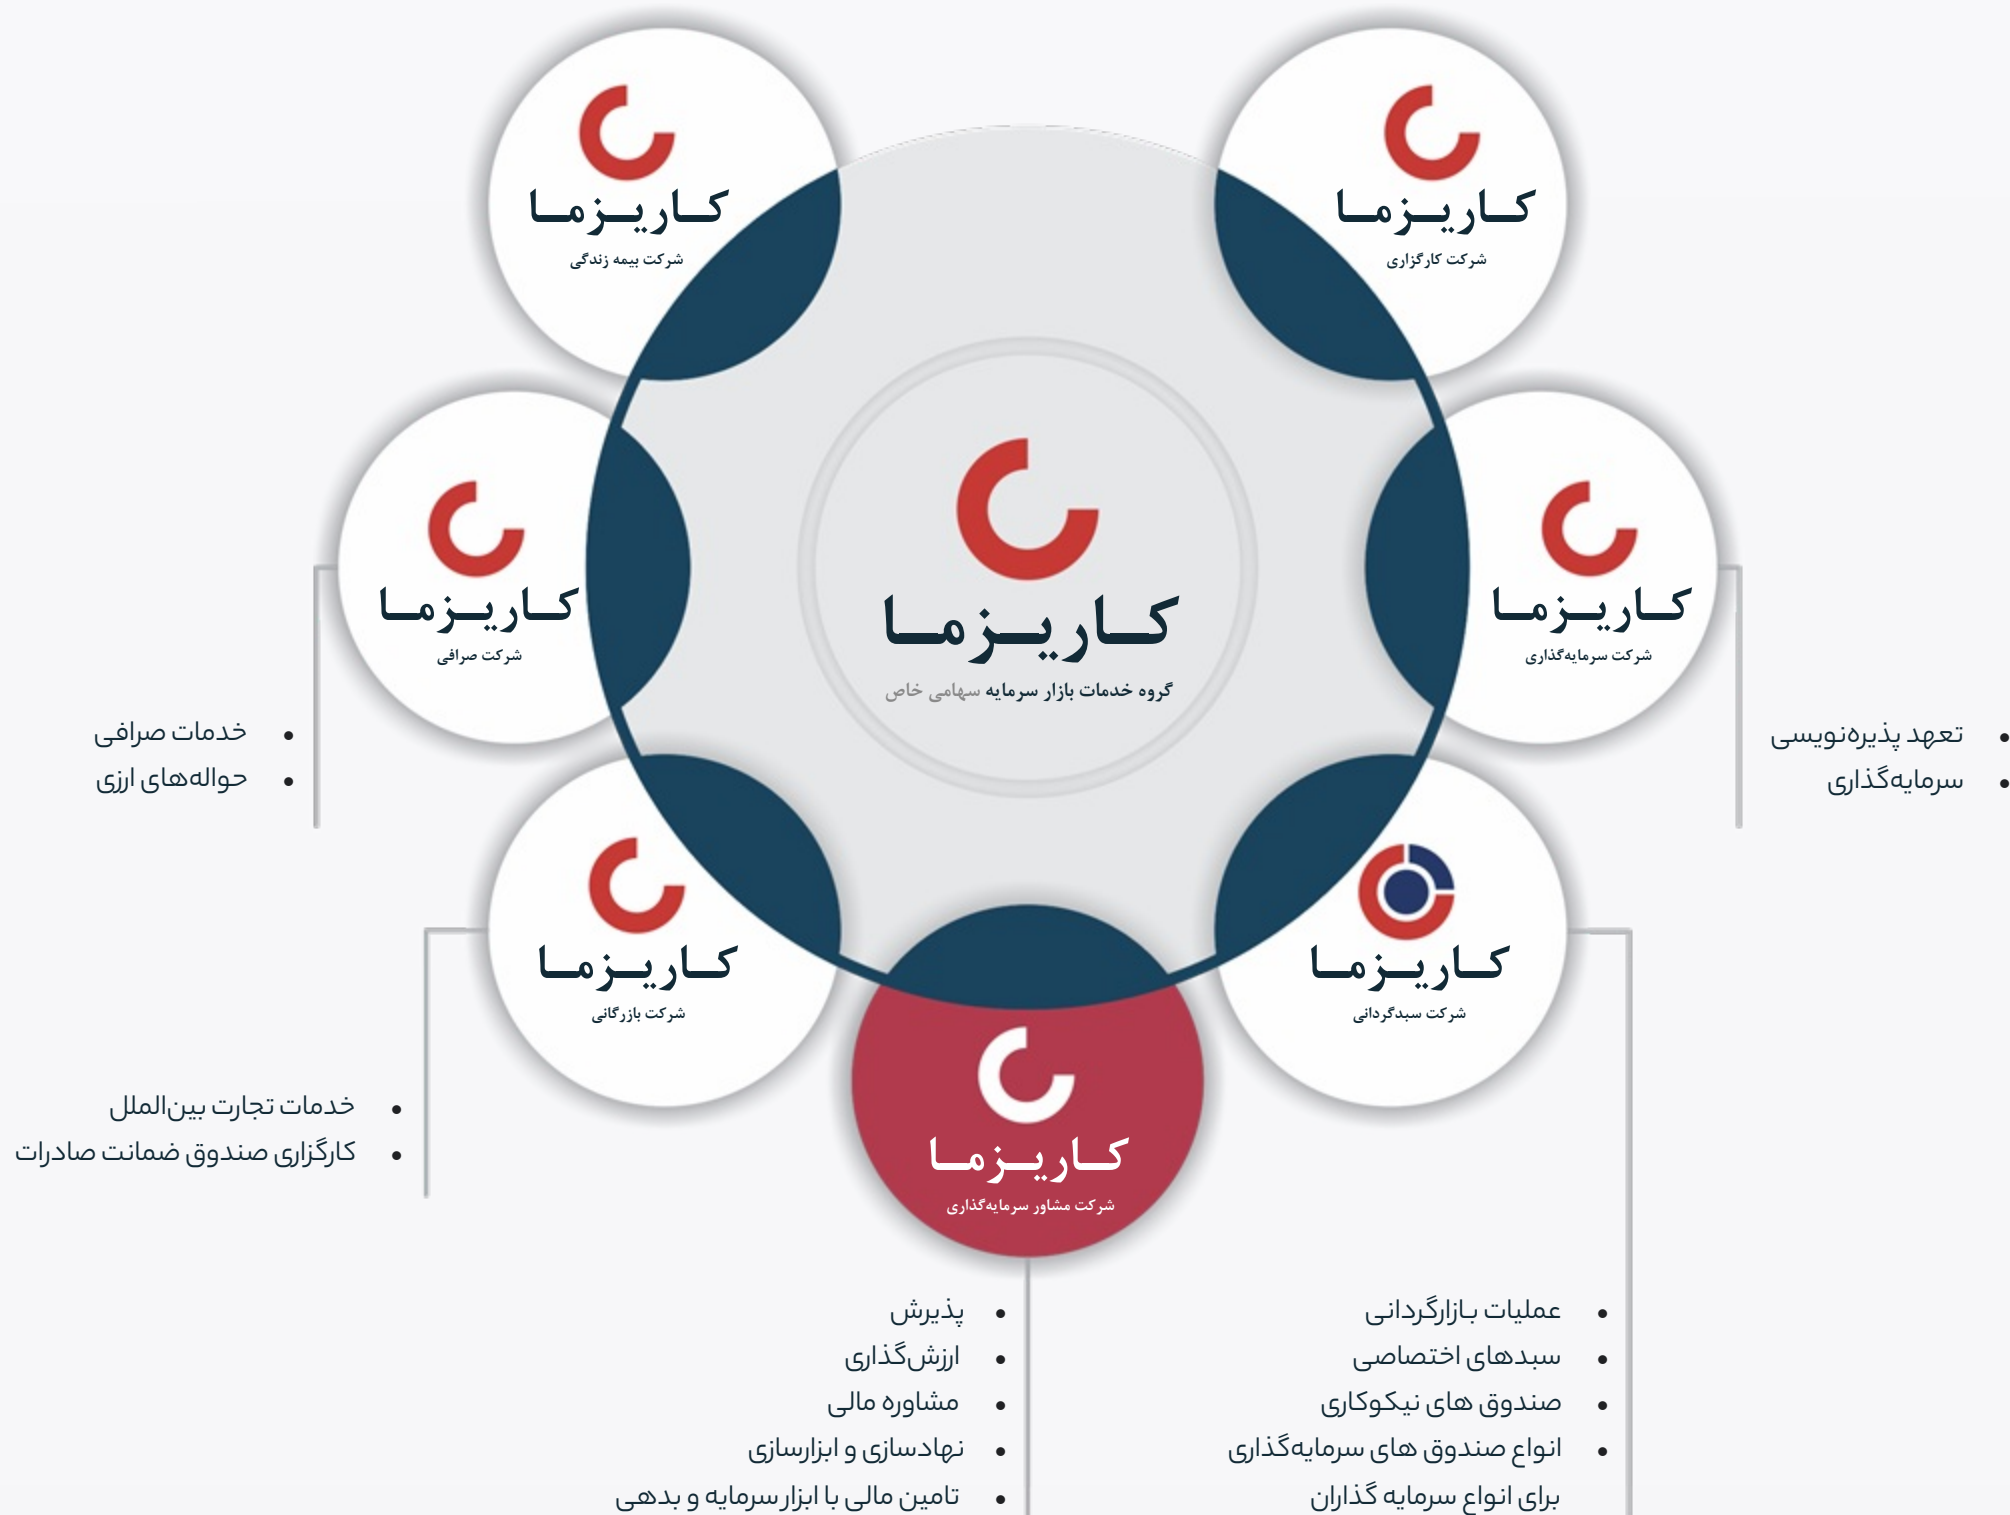 کاریزما
شرکت کارگزاری
کاریزما
شرکت بیمه زندگی
کاریزما
شرکت سرمایه‌گذاری
کاریزما
گروه خدمات بازار سرمایه سهامی خاص
کاریزما
شرکت صرافی
• تعهد پذیره‌نویسی
• سرمایه‌گذاری
• خدمات صرافی
• حواله‌های ارزی
کاریزما
شرکت سبدگردانی
کاریزما
شرکت بازرگانی
کاریزما
شرکت مشاور سرمایه‌گذاری
• خدمات تجارت بین‌الملل
• کارگزاری صندوق ضمانت صادرات
• عملیات بازارگردانی
• سبدهای اختصاصی
• صندوق های نیکوکاری
• انواع صندوق های سرمایه‌گذاری
برای انواع سرمایه گذاران
• پذیرش
• ارزش‌گذاری
• مشاوره مالی
• نهادسازی و ابزارسازی
• تامین مالی با ابزار سرمایه و بدهی